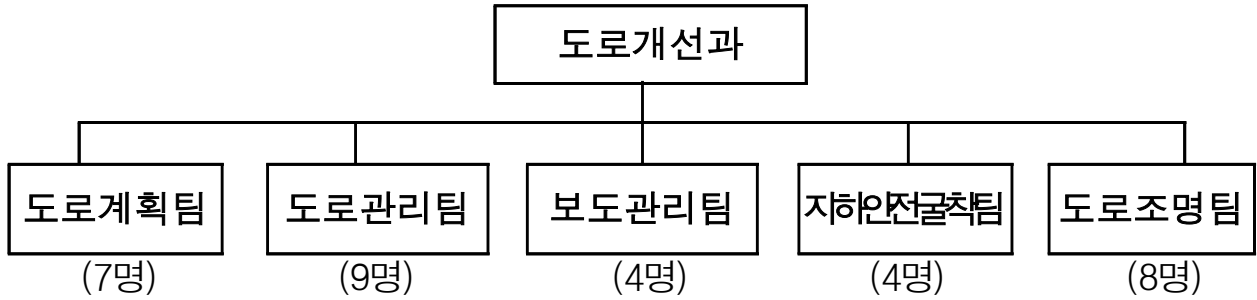 도로개선과
도로계획팀 도로관리팀 보도관리팀 지하안전굴착팀 도로조명팀
(7명) (9명) (4명) (4명) (8명)